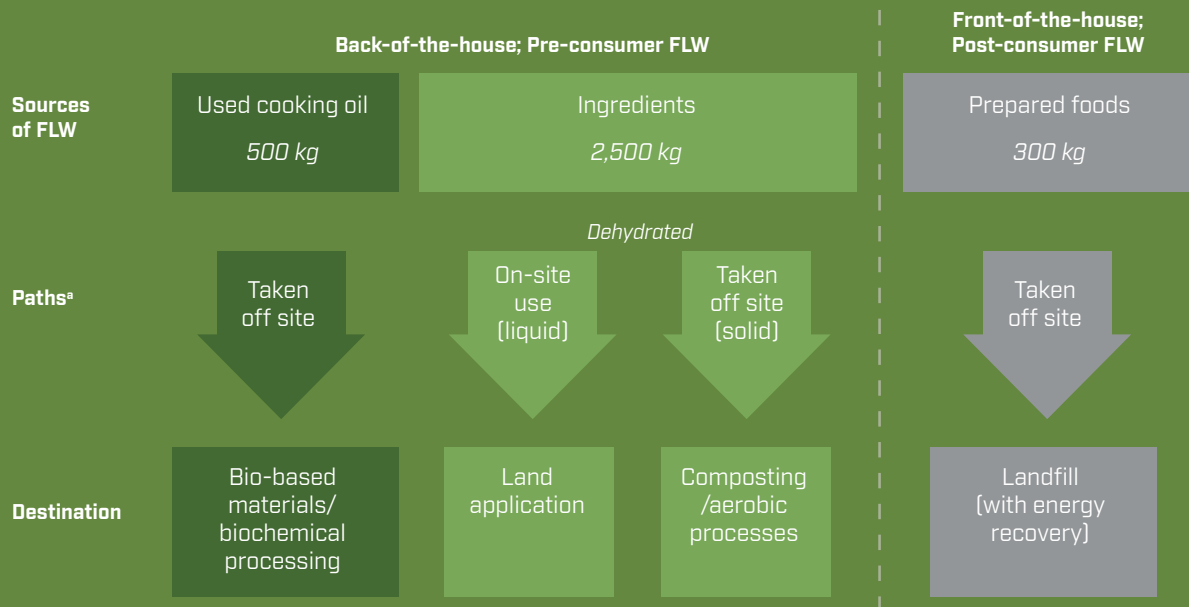 Back-of-the-house; Pre-consumer FLW
Front-of-the-house;
Post-consumer FLW
Sources
of FLW
Used cooking oil
500 kg
Ingredients
2,500 kg
Prepared foods
300 kg
Dehydrated
Pathsᵃ
Taken
off site
On-site
use
(liquid)
Taken
off site
(solid)
Taken
off site
Destination
Bio-based
materials/
biochemical
processing
Land
application
Composting
/aerobic
processes
Landfill
(with energy
recovery)